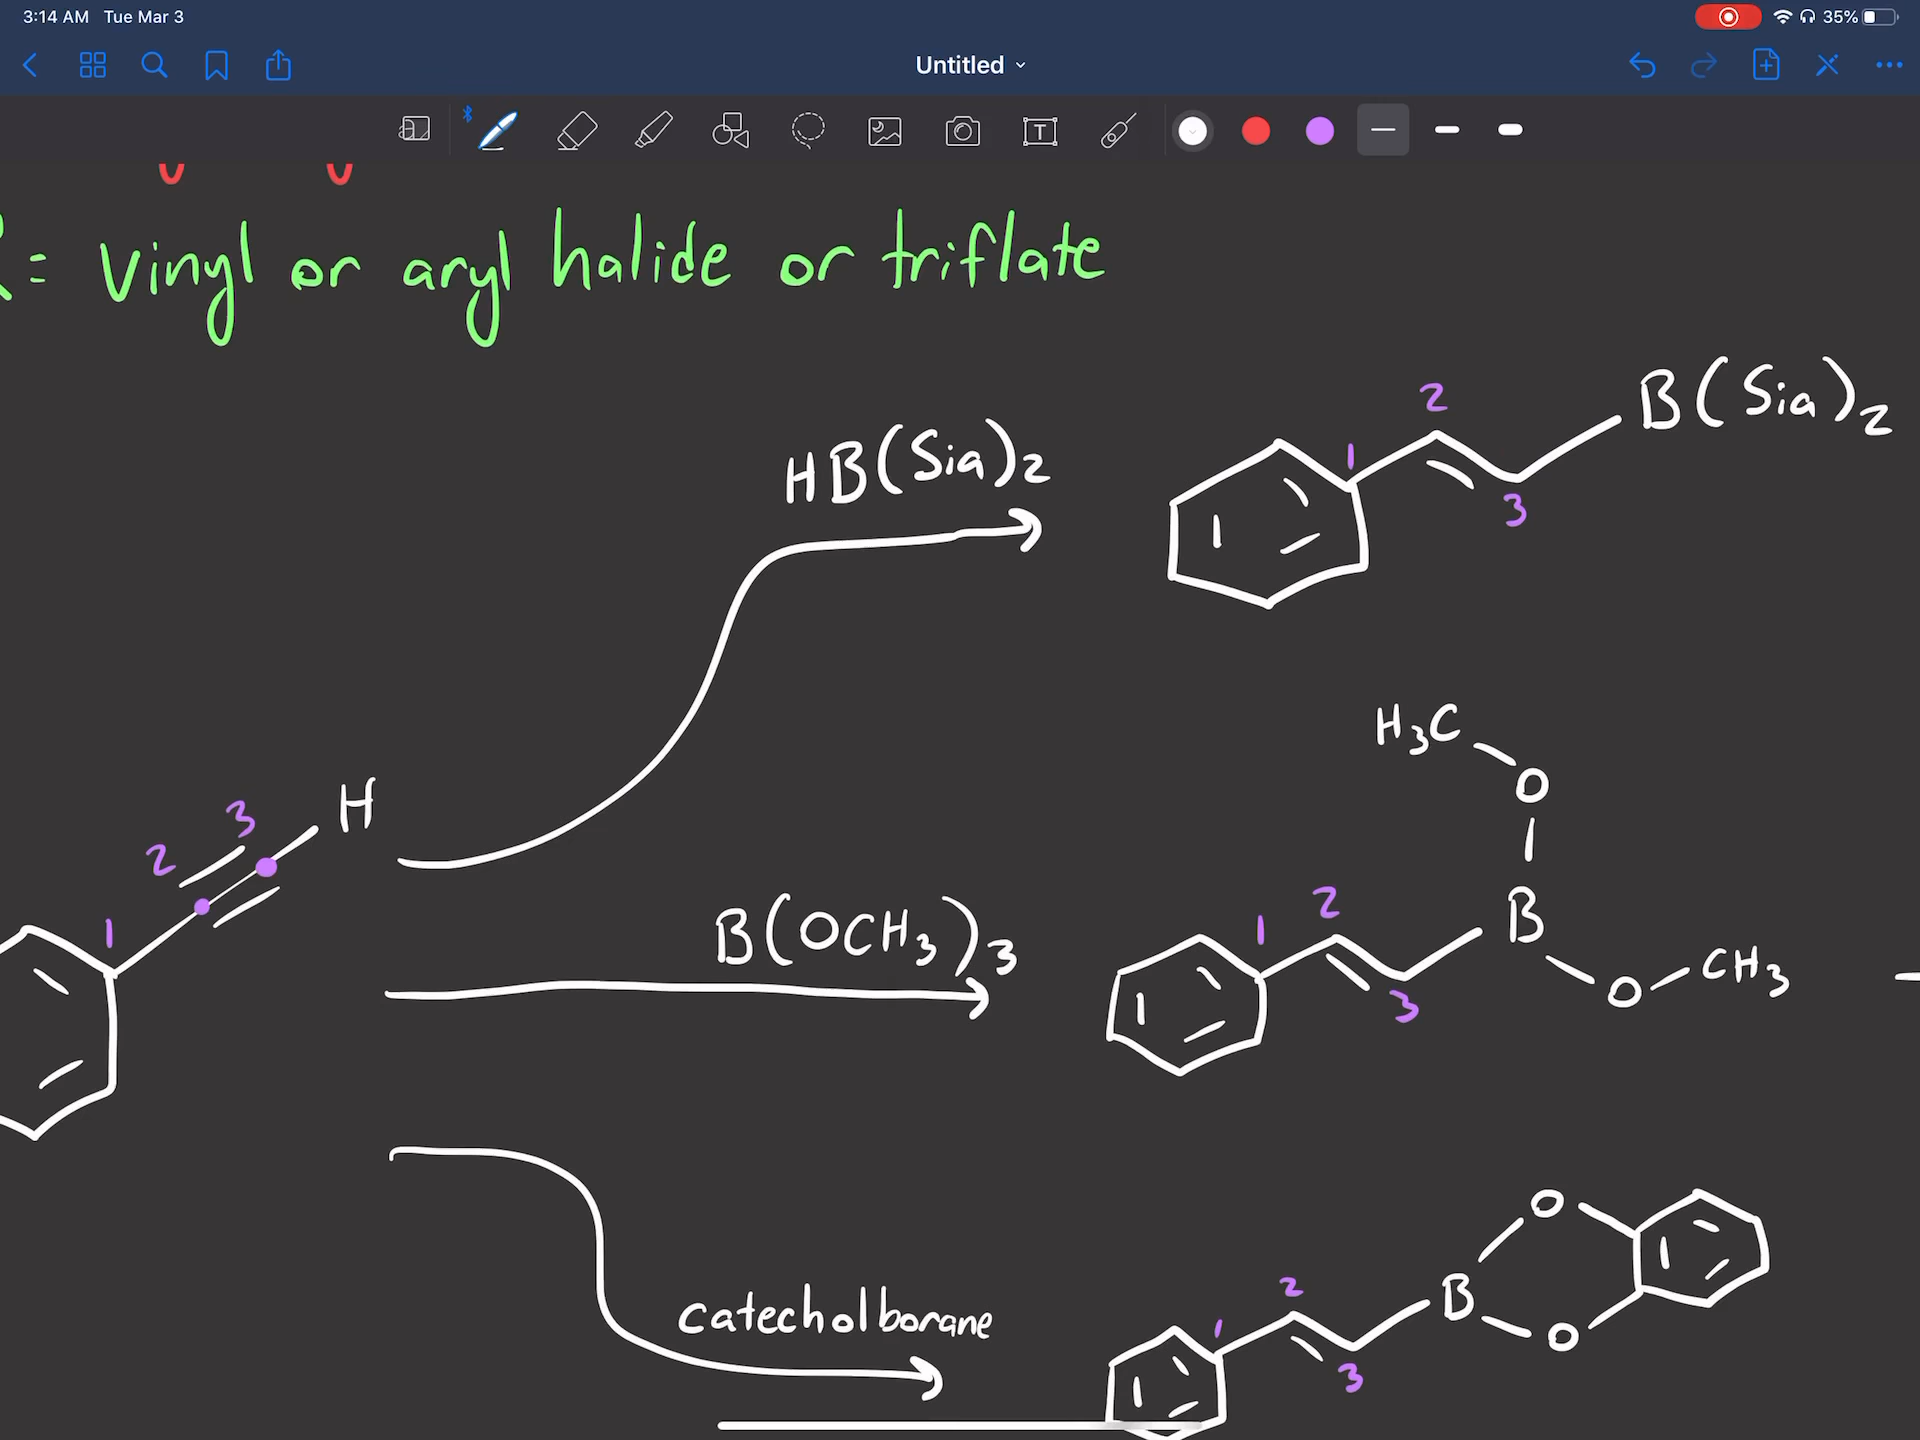 3:14 AM Tue Mar 3
35%
Untitled
= vinyl or aryl halide or triflate
HB(Sia)2
1 2 3 B(Sia)2
H3C
O
1 2 3 H
B(OCH3)3
1 2 3 B
O CH3
catecholborane
1 2 3 B
O
O